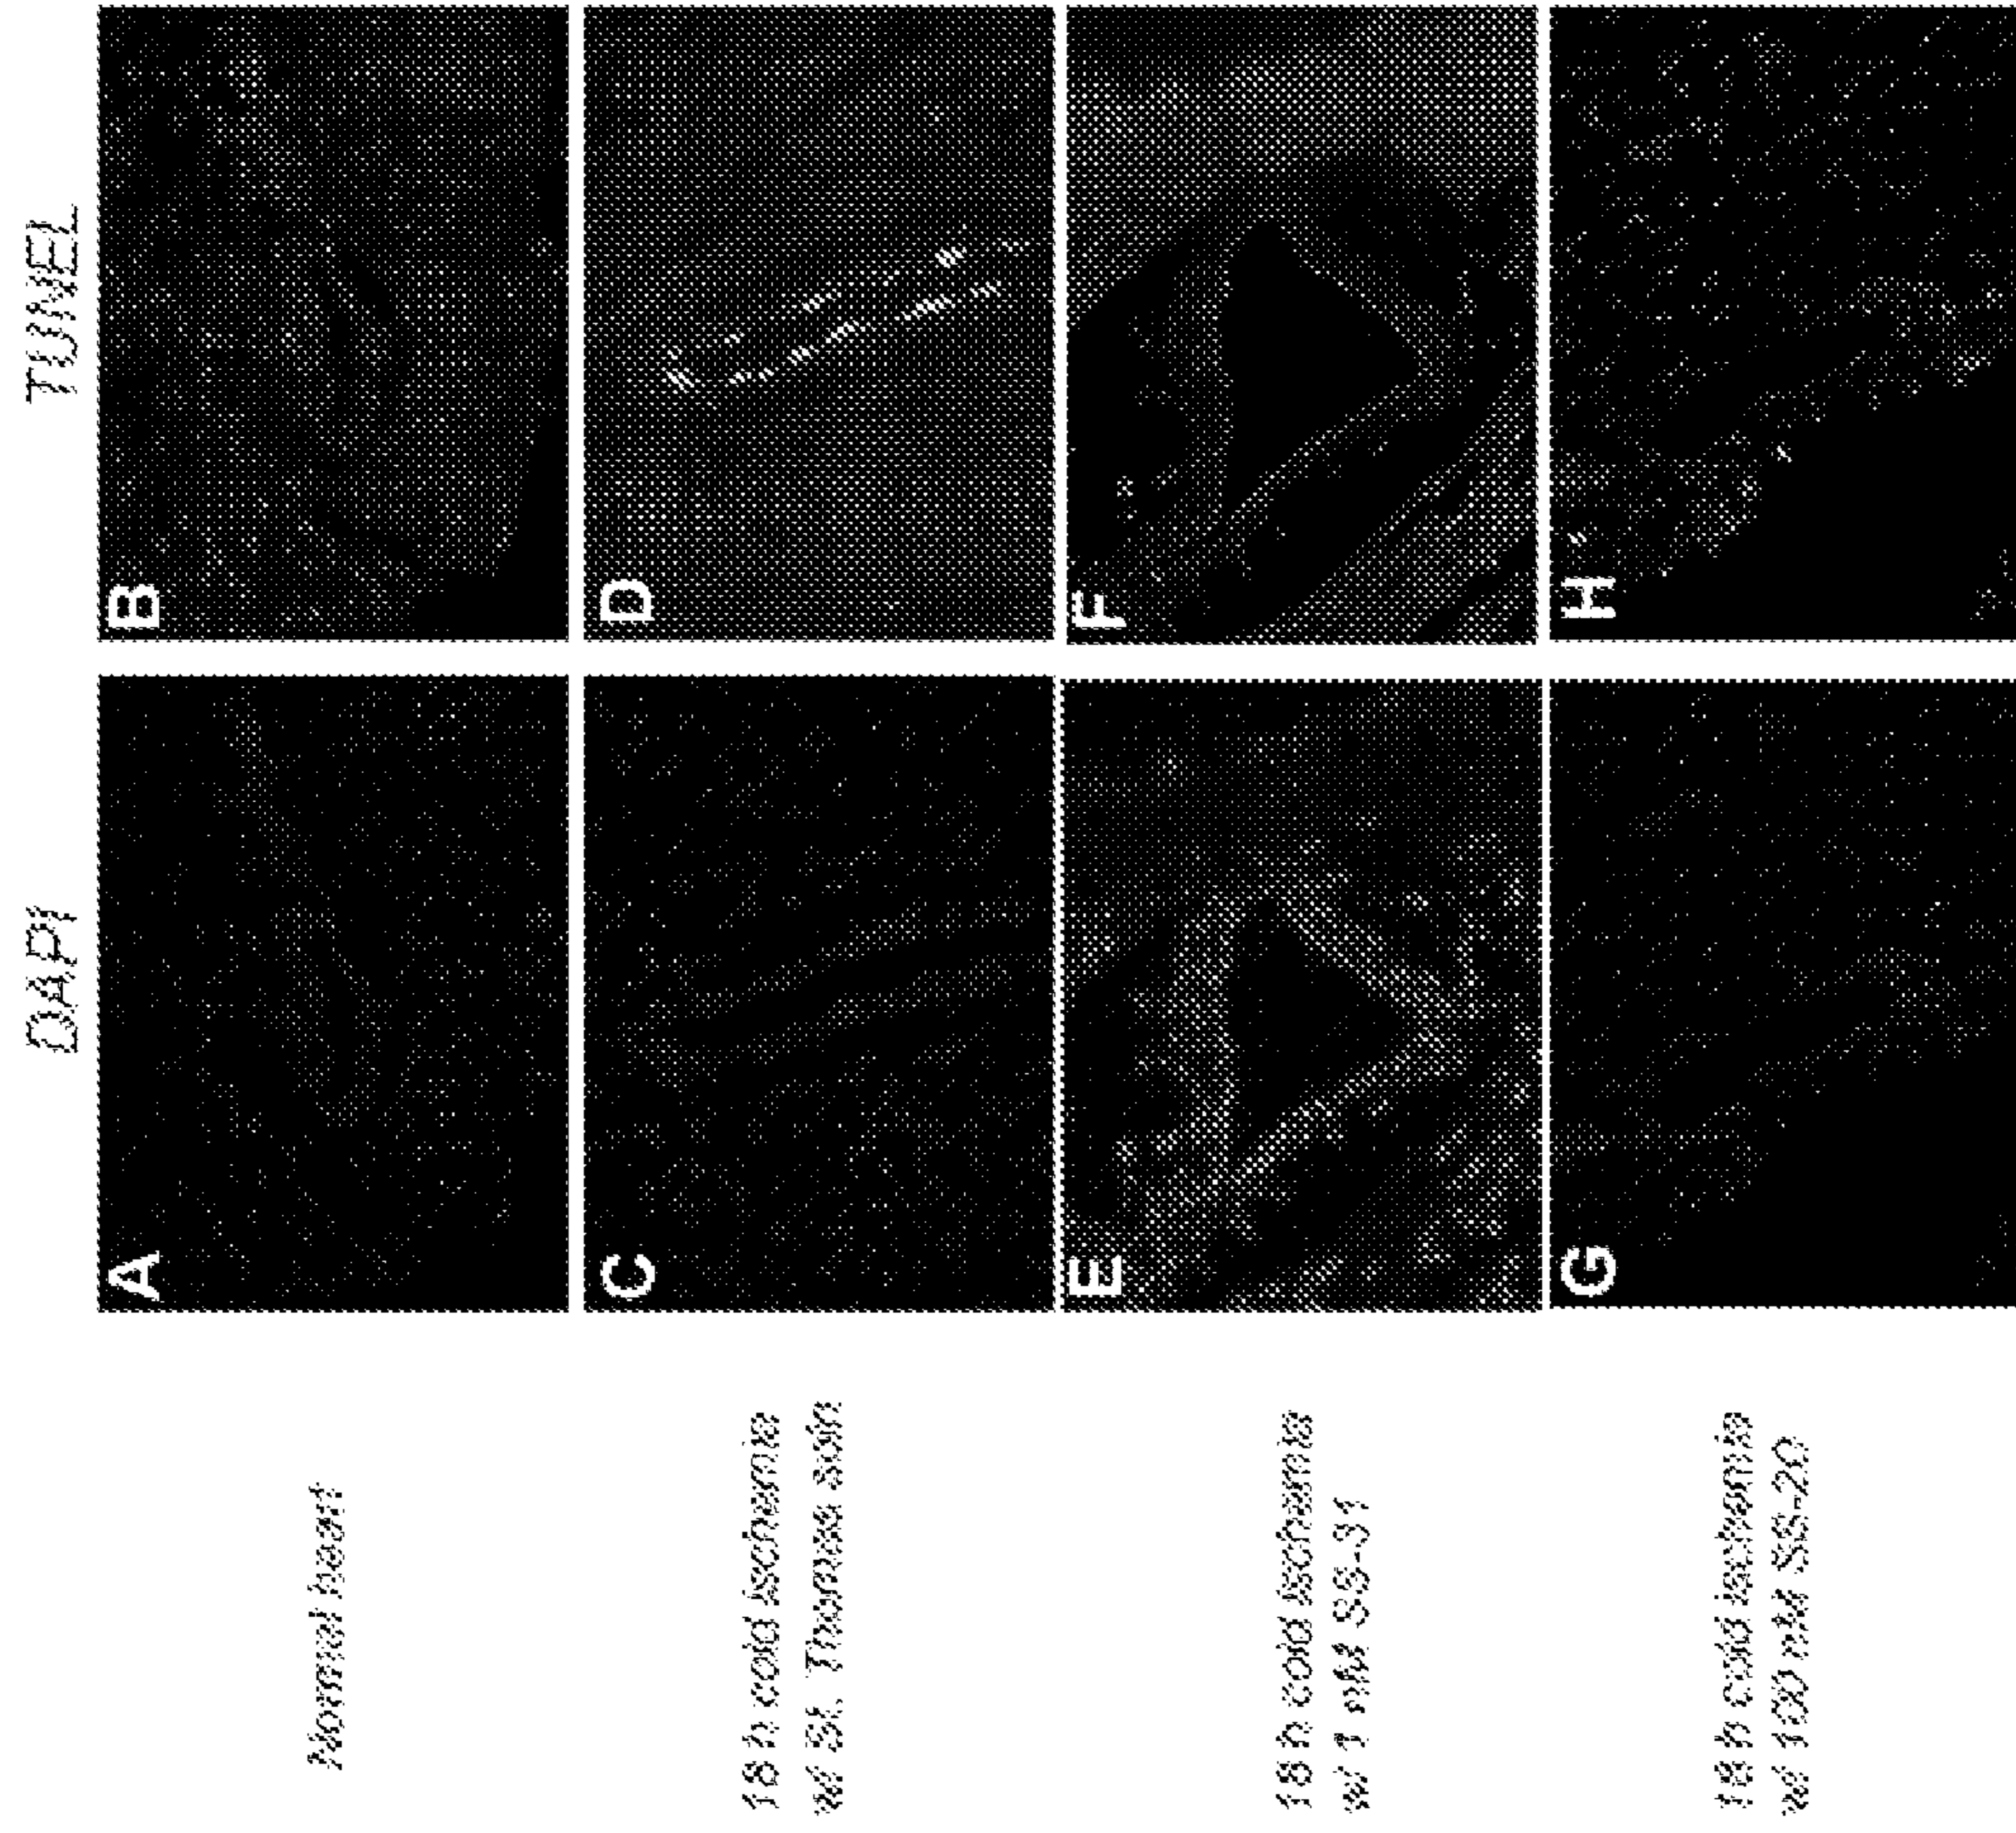 DAPI TUNEL
Normal heart
A B
18 h cold ischemia
w/ St. Thomas soln
C D
18 h cold ischemia
w/ 1 nM SS-31
E F
18 h cold ischemia
w/ 100 nM SS-20
G H